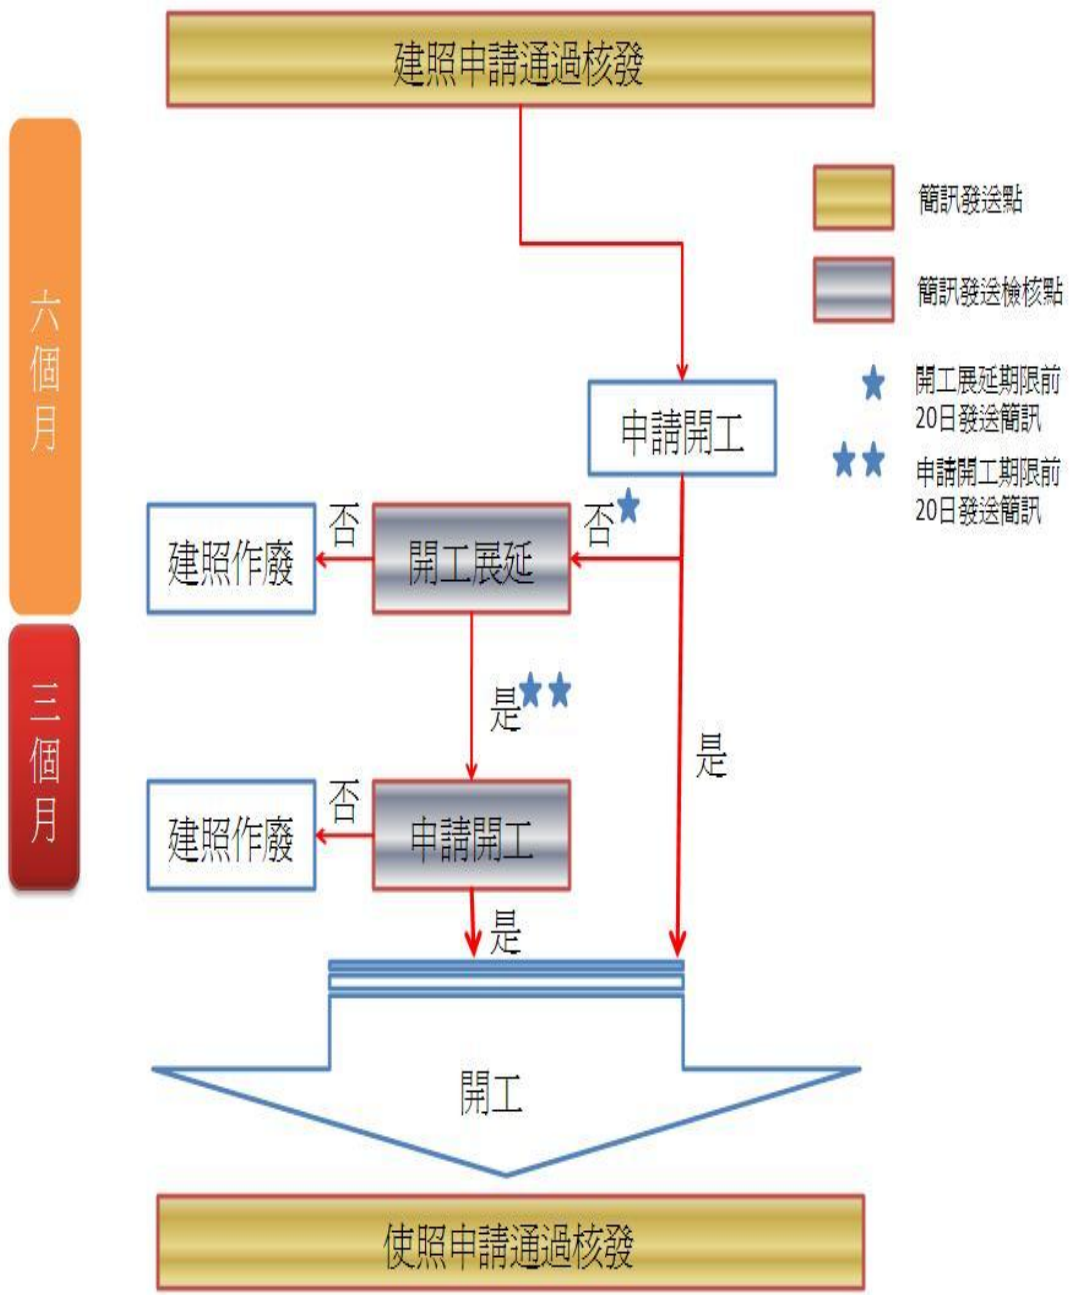 建照申請通過核發
六個月
簡訊發送點
簡訊發送檢核點
開工展延期限前
20日發送簡訊
申請開工期限前
20日發送簡訊
申請開工
否
開工展延
否
建照作廢
三個月
是
是
申請開工
否
建照作廢
是
開工
使照申請通過核發